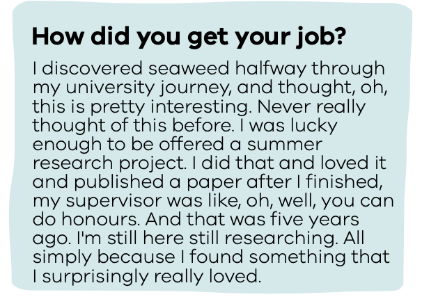 How did you get your job?
I discovered seaweed halfway through
my university journey, and thought, oh,
this is pretty interesting. Never really
thought of this before. I was lucky
enough to be offered a summer
research project. I did that and loved it
and published a paper after I finished,
my supervisor was like, oh, well, you can
do honours. And that was five years
ago. I'm still here still researching. All
simply because I found something that
I surprisingly really loved.